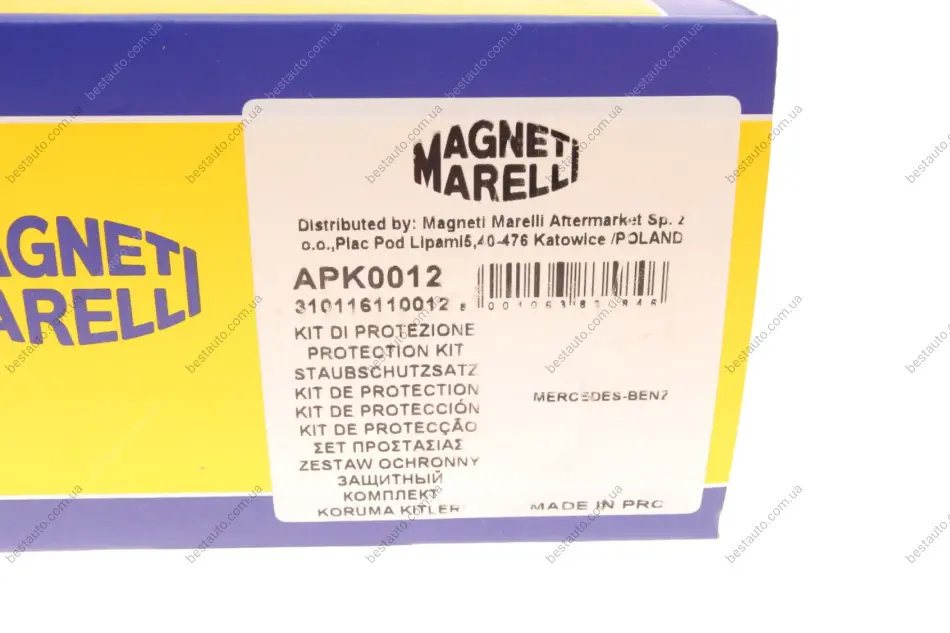 MAGNETI
MARELLI
Distributed by: Magneti Marelli Aftermarket Sp. z
o.o.,Plac Pod Lipami5,40-476 Katowice /POLAND
APK0012
310116110012
KIT DI PROTEZIONE
PROTECTION KIT
STAUBSCHUTZSATZ
KIT DE PROTECTION
KIT DE PROTECCIÓN
KIT DE PROTECÇÃO
ΣΕΤ ΠΡΟΣΤΑΣΙΑΣ
ZESTAW OCHRONNY
ЗАЩИТНЫЙ
КОМПЛЕКТ
KORUMA KITLERI
MERCEDES-BENZ
MADE IN PRC
AGNETI
ARELLI
bestauto.com.ua